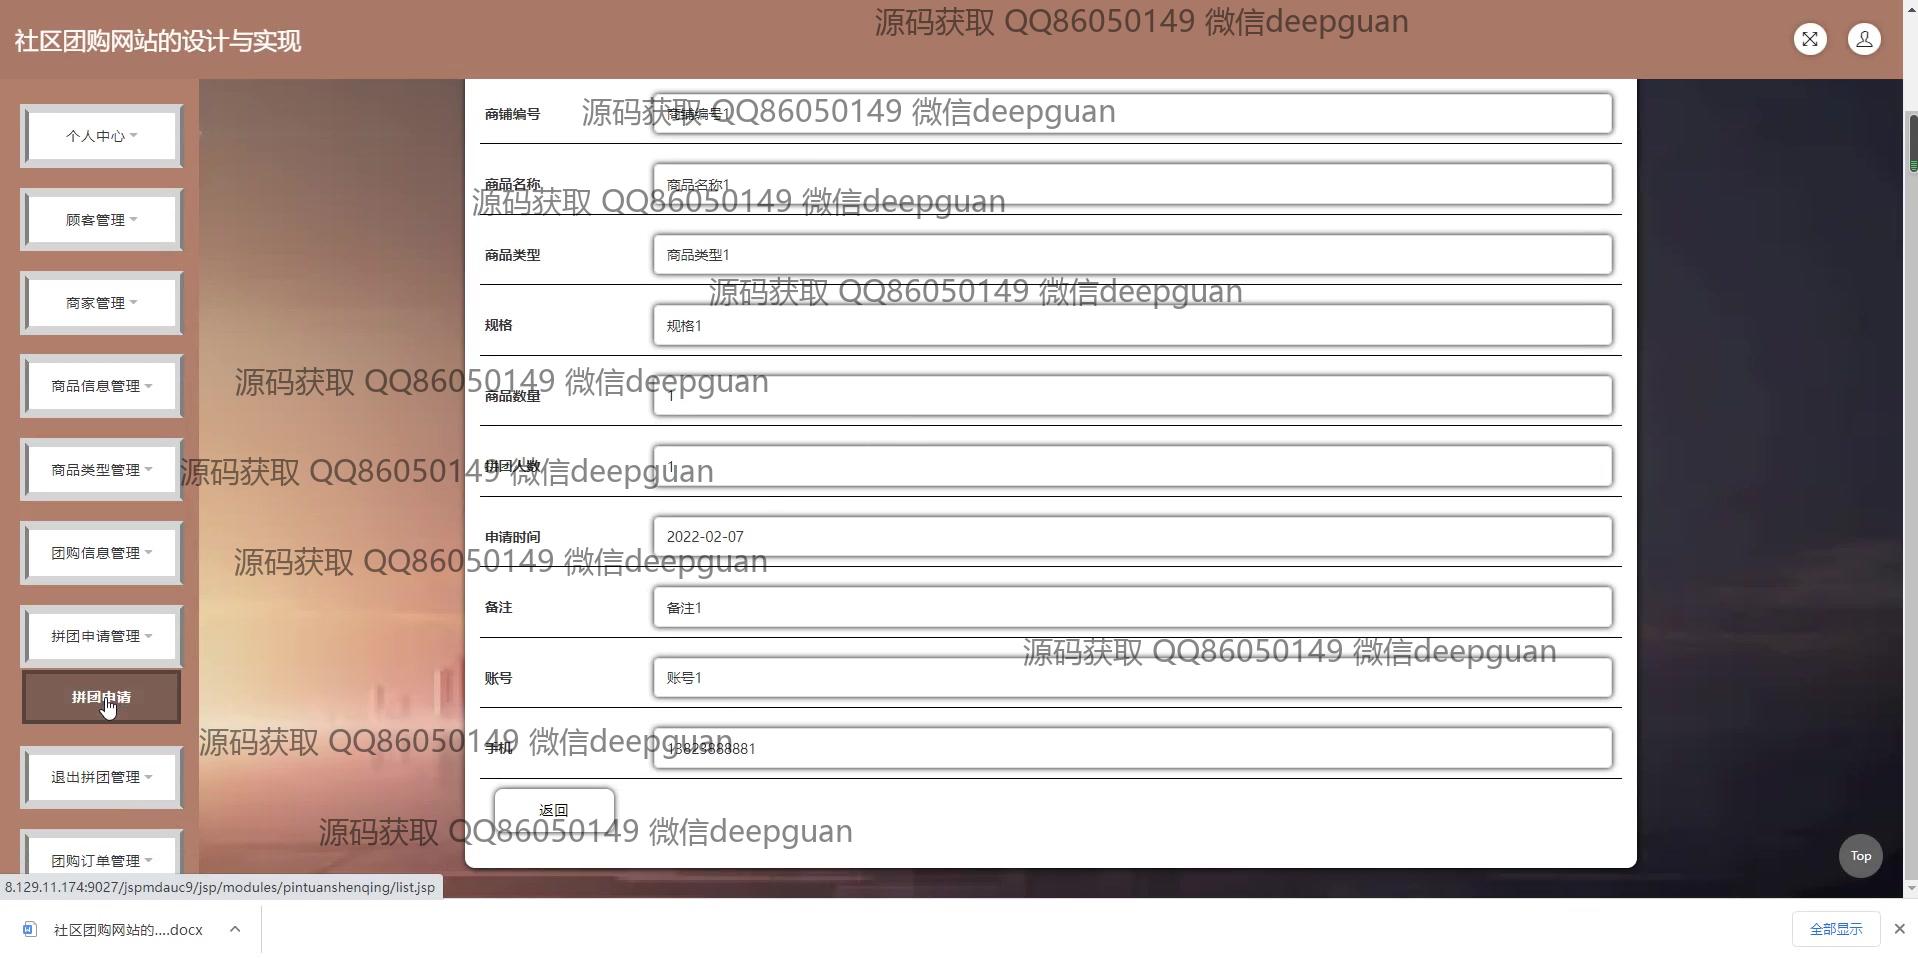 源码获取 QQ86050149 微信deepguan
社区团购网站的设计与实现
个人中心
顾客管理
商家管理
商品信息管理
商品类型管理
团购信息管理
拼团申请管理
拼团申请
退出拼团管理
团购订单管理
商铺编号 商铺编号1
源码获取 QQ86050149 微信deepguan
商品名称 商品名称1
源码获取 QQ86050149 微信deepguan
商品类型 商品类型1
源码获取 QQ86050149 微信deepguan
规格 规格1
源码获取 QQ86050149 微信deepguan
商品数量 1
拼团人数 1
源码获取 QQ86050149 微信deepguan
申请时间 2022-02-07
源码获取 QQ86050149 微信deepguan
备注 备注1
源码获取 QQ86050149 微信deepguan
账号 账号1
源码获取 QQ86050149 微信deepguan
手机 13823888881
返回
源码获取 QQ86050149 微信deepguan
Top
8.129.11.174:9027/jspmdauc9/jsp/modules/pintuanshenqing/list.jsp
社区团购网站的....docx
全部显示